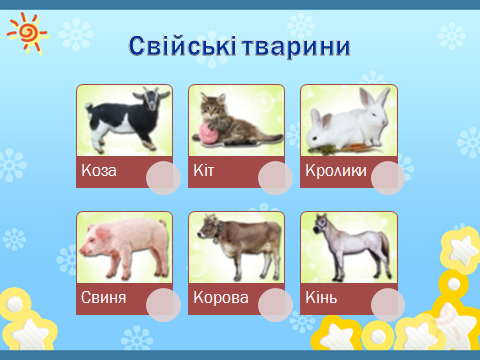 Свійські тварини
Коза
Кіт
Кролики
Свиня
Корова
Кінь